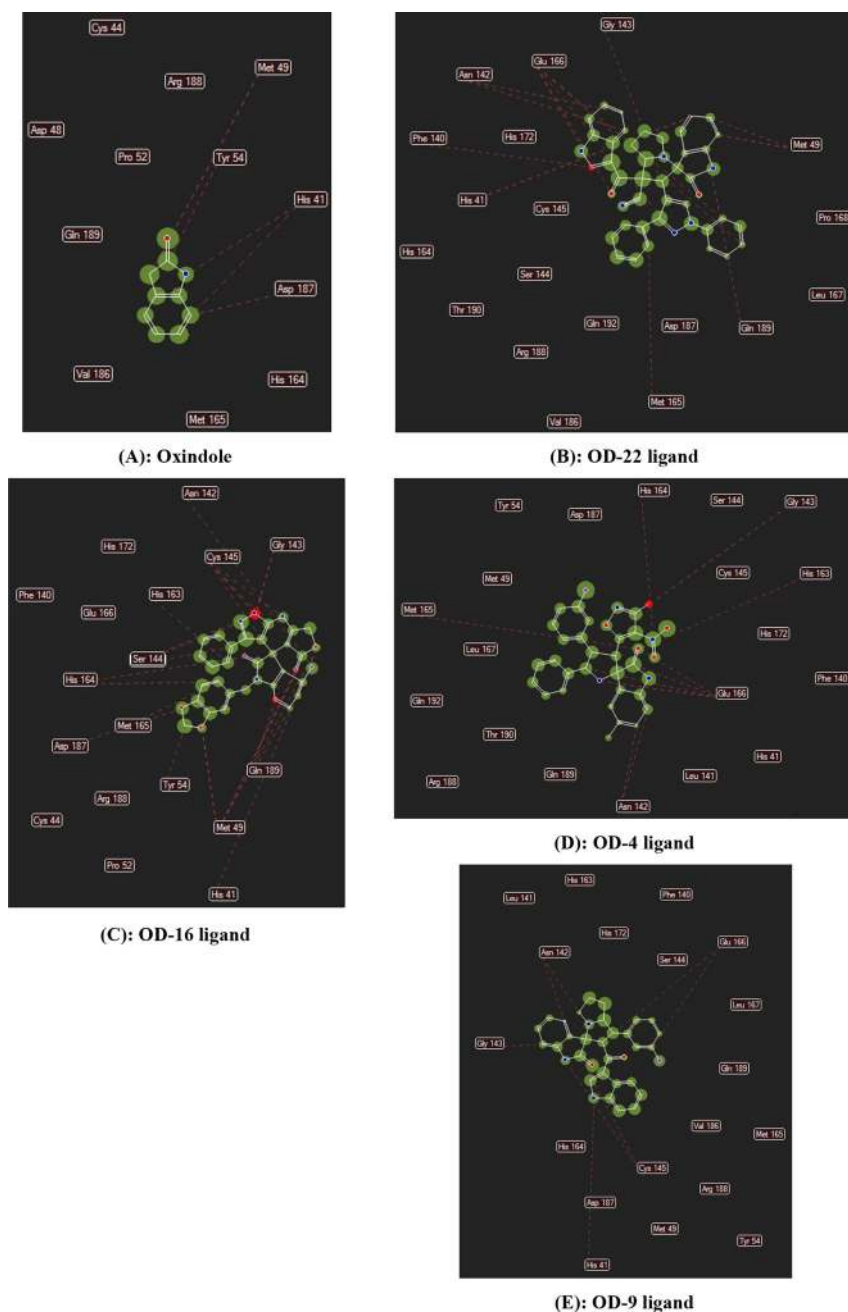 Cys 44
Met 49
Arg 188
Asp 48
Pro 52
Tyr 54
His 41
Gln 189
Asp 187
Val 186
His 164
Met 165
(A): Oxindole
Gly 143
Glu 166
Asn 142
Phe 140
His 172
Met 49
His 41
Cys 145
Pro 168
His 164
Ser 144
Leu 167
Thr 190
Gln 192
Asp 187
Gln 189
Arg 188
Met 165
Val 186
(B): OD-22 ligand
Asn 142
His 172
Cys 145
Gly 143
Phe 140
His 163
Glu 166
Ser 144
His 164
Met 165
Asp 187
Gln 189
Tyr 54
Arg 188
Cys 44
Met 49
Pro 52
His 41
(C): OD-16 ligand
His 164
Tyr 54
Asp 187
Ser 144
Gly 143
Met 49
Cys 145
His 163
Met 165
Leu 167
His 172
Phe 140
Gln 192
Glu 166
Thr 190
His 41
Arg 188
Gln 189
Leu 141
Asn 142
(D): OD-4 ligand
His 163
Leu 141
Phe 140
His 172
Glu 166
Asn 142
Ser 144
Leu 167
Gly 143
Gln 189
Val 186
Met 165
His 164
Cys 145
Asp 187
Arg 188
Met 49
Tyr 54
His 41
(E): OD-9 ligand